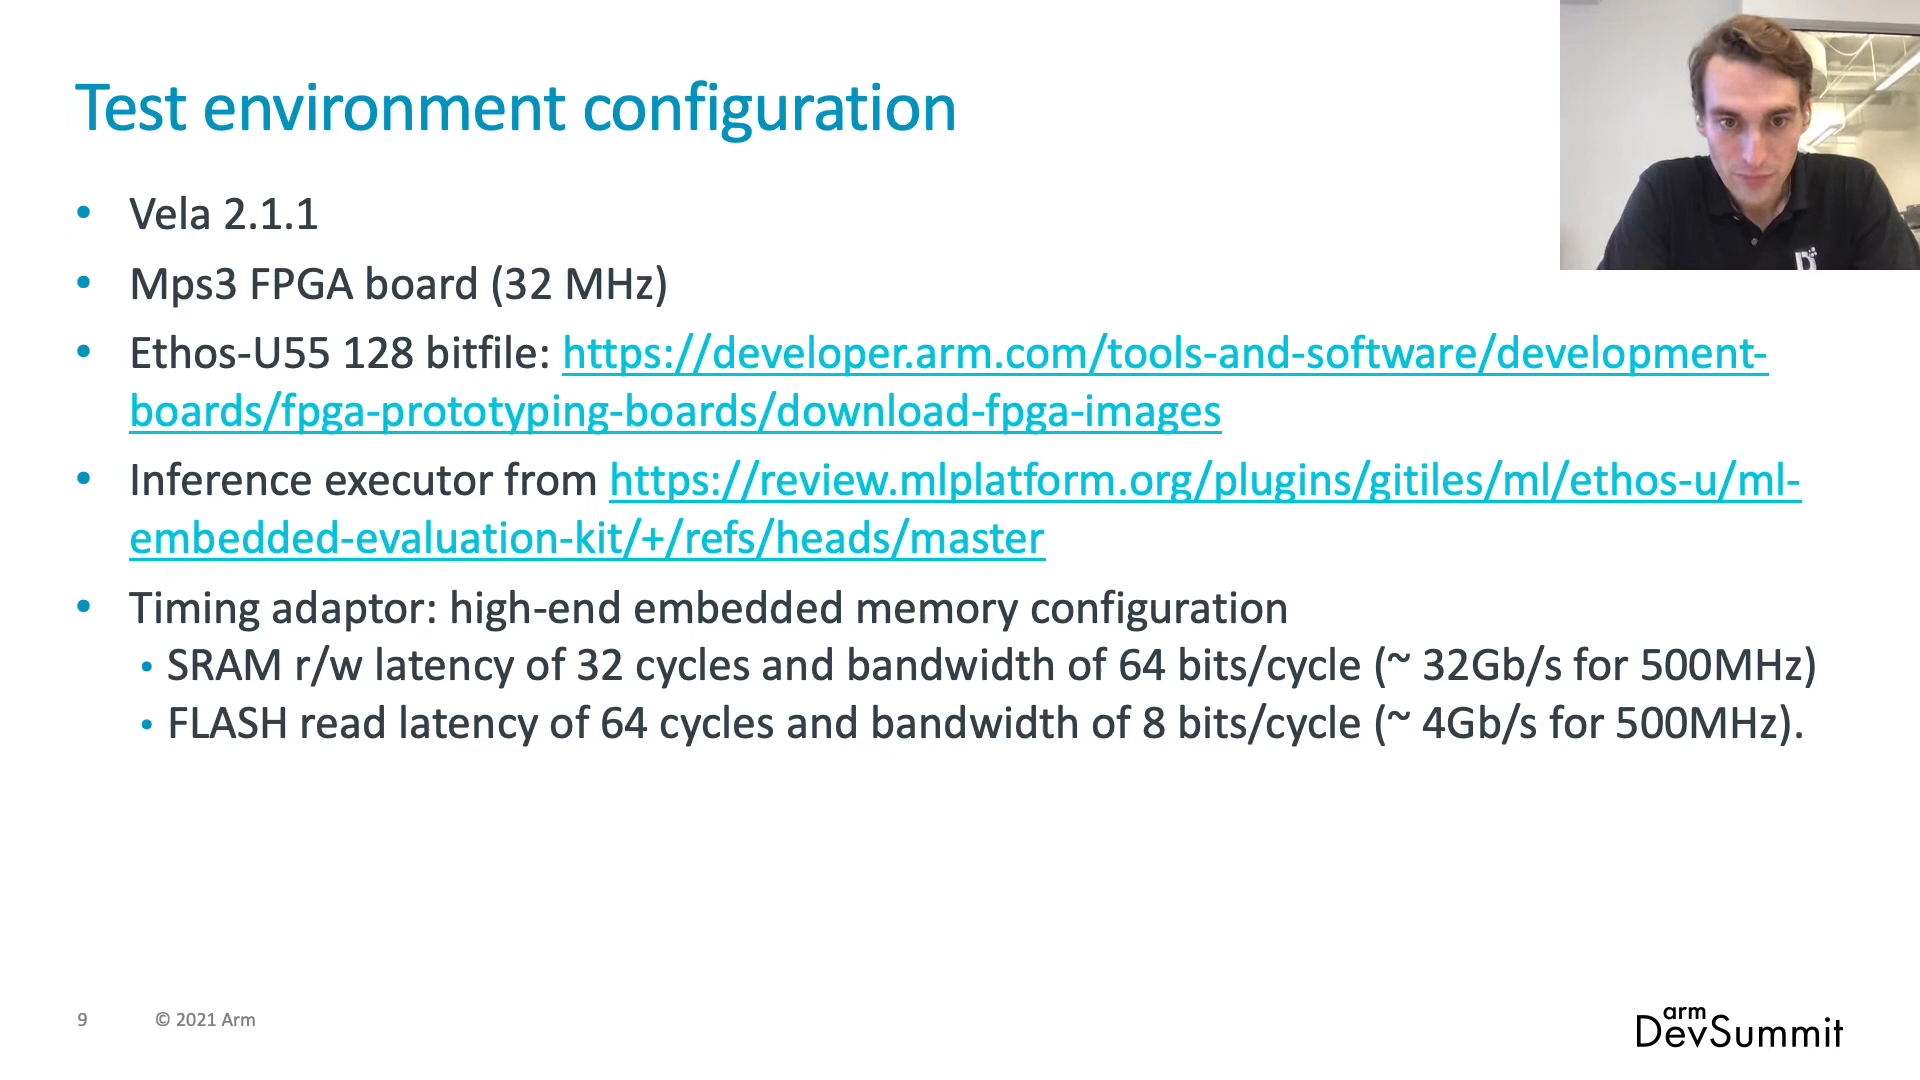 Test environment configuration
• Vela 2.1.1
• Mps3 FPGA board (32 MHz)
• Ethos-U55 128 bitfile: https://developer.arm.com/tools-and-software/development-
boards/fpga-prototyping-boards/download-fpga-images
• Inference executor from https://review.mlplatform.org/plugins/gitiles/ml/ethos-u/ml-
embedded-evaluation-kit/+/refs/heads/master
• Timing adaptor: high-end embedded memory configuration
• SRAM r/w latency of 32 cycles and bandwidth of 64 bits/cycle (~ 32Gb/s for 500MHz)
• FLASH read latency of 64 cycles and bandwidth of 8 bits/cycle (~ 4Gb/s for 500MHz).
9 © 2021 Arm
arm
DevSummit